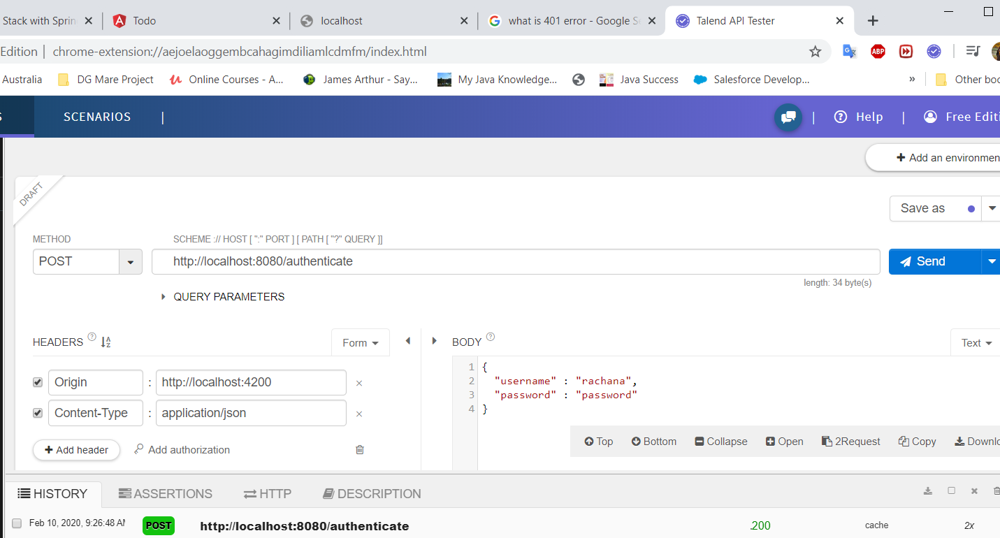 Stack with Sprin Todo localhost what is 401 error - Google Se Talend API Tester
Edition chrome-extension://aejoelaoggembcahagimdiliamlcdmfm/index.html
Australia DG Mare Project Online Courses - A... James Arthur - Say... My Java Knowledge... Java Success Salesforce Develop... » Other boo
ABP
S SCENARIOS | | Help | Free Editi
+ Add an environmen
DRAFT
Save as
METHOD SCHEME :// HOST [ ":" PORT ] [ PATH [ "?" QUERY ]]
POST http://localhost:8080/authenticate Send
length: 34 byte(s)
QUERY PARAMETERS
HEADERS ? Form BODY ? Text
Origin : http://localhost:4200 ×
Content-Type : application/json ×
+ Add header Add authorization
1 {
2 "username" : "rachana",
3 "password" : "password"
4 }
Top Bottom Collapse Open 2Request Copy Downlo
HISTORY ASSERTIONS HTTP DESCRIPTION
Feb 10, 2020, 9:26:48 AM POST http://localhost:8080/authenticate .200 cache 2x